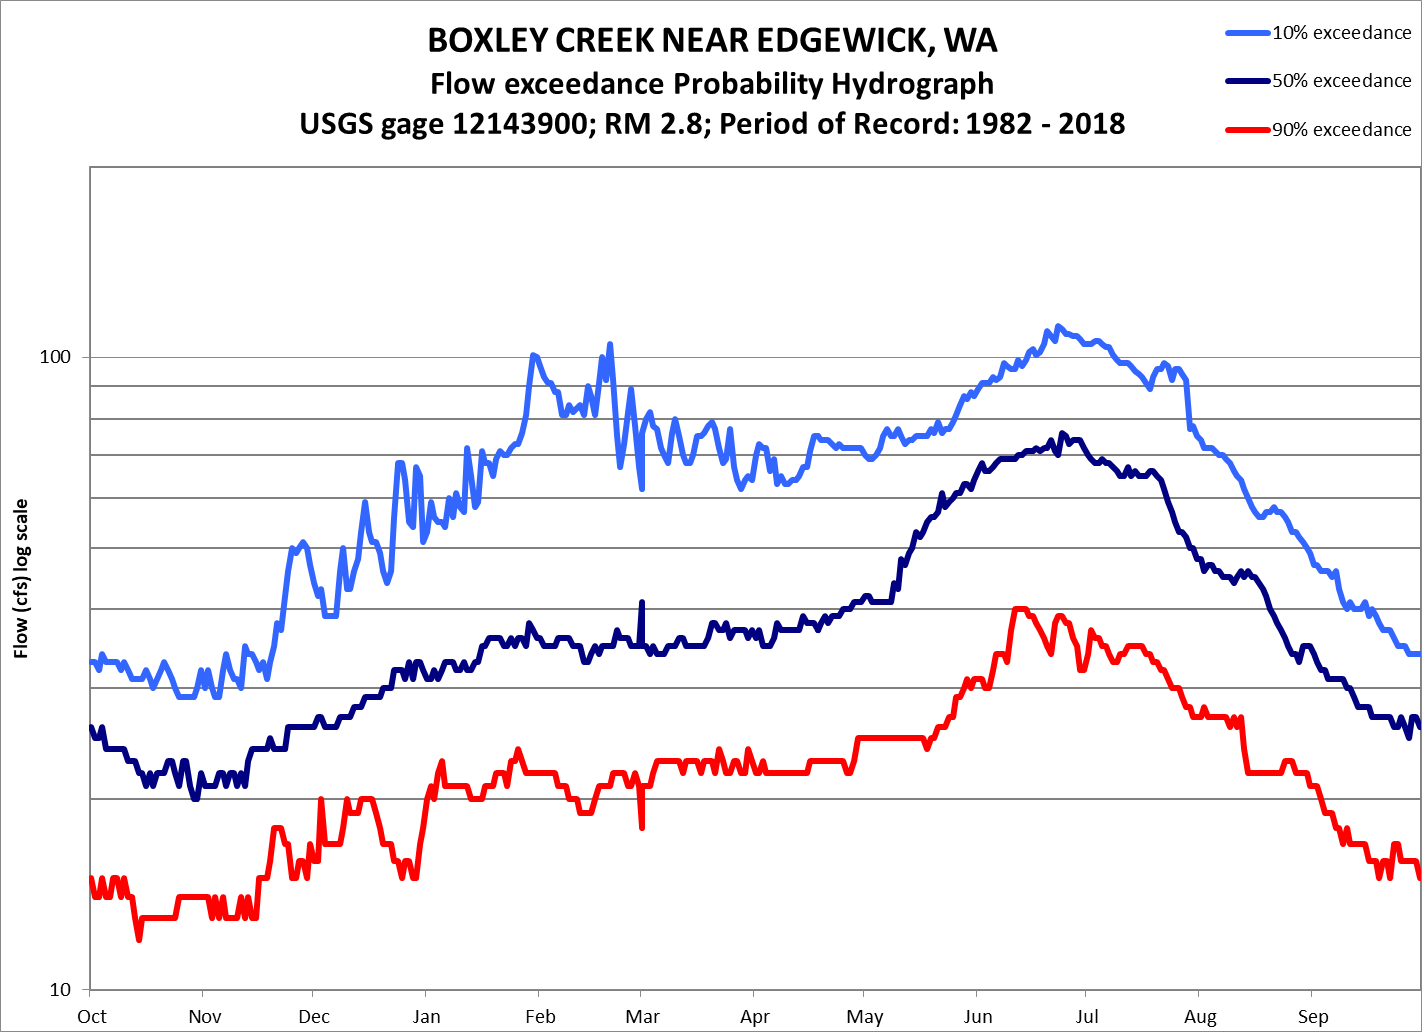 BOXLEY CREEK NEAR EDGEWICK, WA
Flow exceedance Probability Hydrograph
USGS gage 12143900; RM 2.8; Period of Record: 1982 - 2018
10% exceedance
50% exceedance
90% exceedance
Flow (cfs) log scale
100
10
Oct Nov Dec Jan Feb Mar Apr May Jun Jul Aug Sep